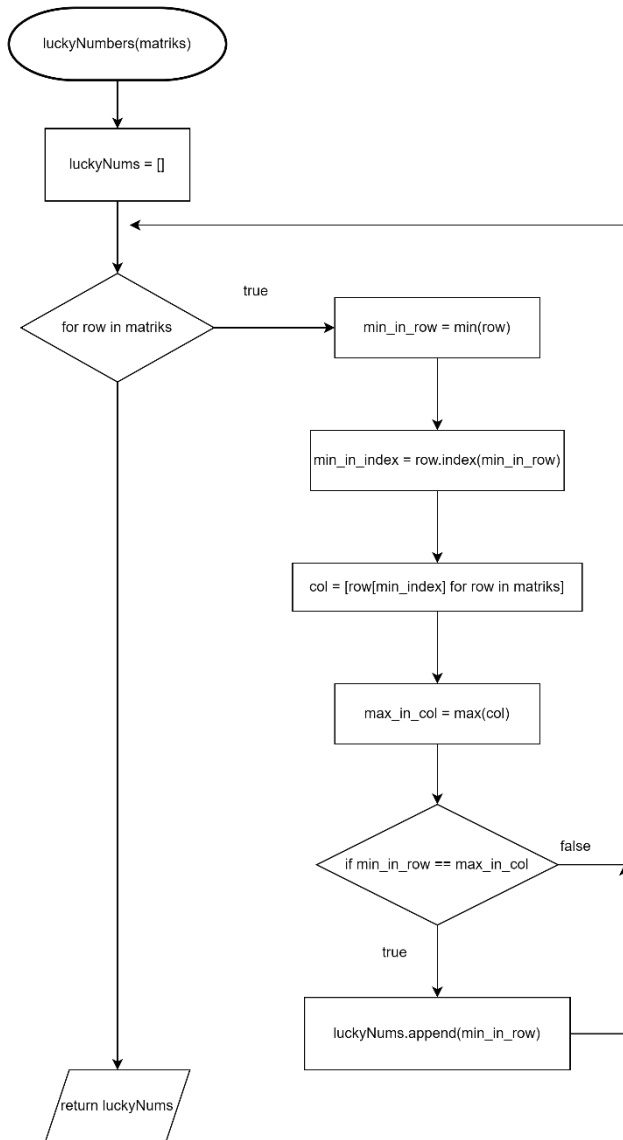 luckyNumbers(matriks)
luckyNums = []
for row in matriks
true
min_in_row = min(row)
min_in_index = row.index(min_in_row)
col = [row[min_index] for row in matriks]
max_in_col = max(col)
if min_in_row == max_in_col
false
true
luckyNums.append(min_in_row)
return luckyNums